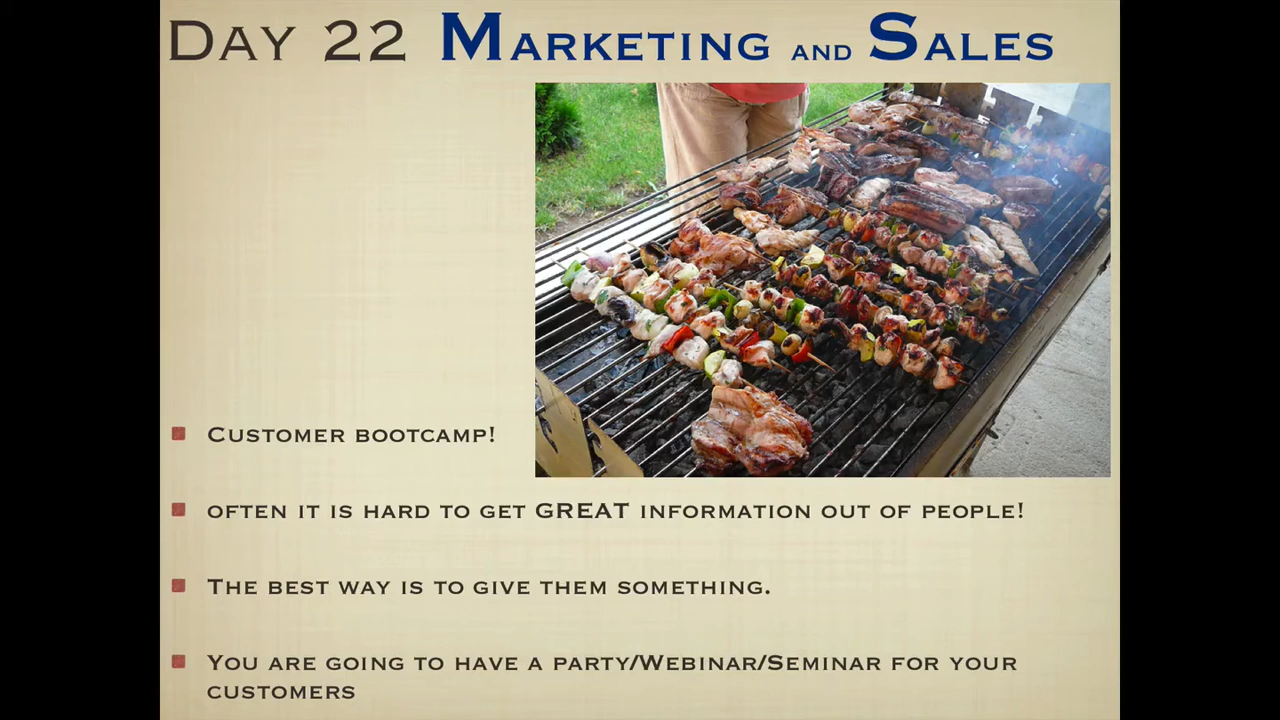 Day 22 Marketing and Sales
Customer bootcamp!
often it is hard to get GREAT information out of people!
The best way is to give them something.
You are going to have a party/Webinar/Seminar for your
customers